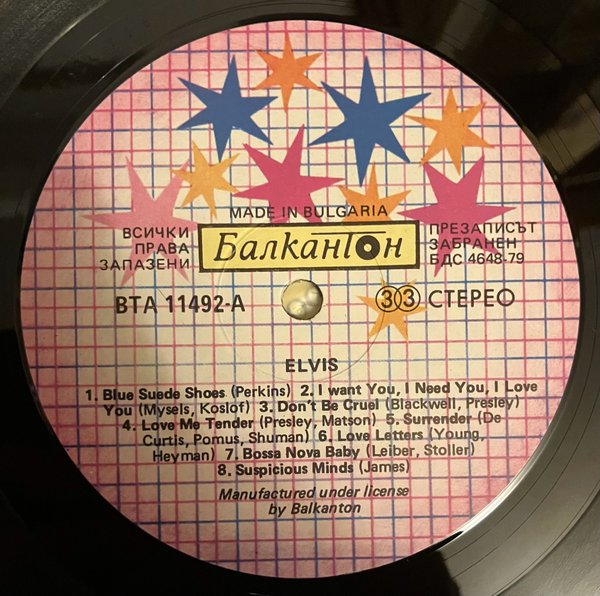 MADE IN BULGARIA
ВСИЧКИ
ПРАВА
ЗАПАЗЕНИ
Балкантон
ПРЕЗАПИСЪТ
ЗАБРАНЕН
БДС 4648-79
ВТА 11492-А
33 СТЕРЕО
ELVIS
1. Blue Suede Shoes (Perkins) 2. I want You, I Need You, I Love
You (Mysels, Koslof) 3. Don't Be Cruel (Blackwell, Presley)
4. Love Me Tender (Presley, Matson) 5. Surrender (De
Curtis, Pomus, Shuman) 6. Love Letters (Young,
Heyman) 7. Bossa Nova Baby (Leiber, Stoller)
8. Suspicious Minds (James)
Manufactured under license
by Balkanton